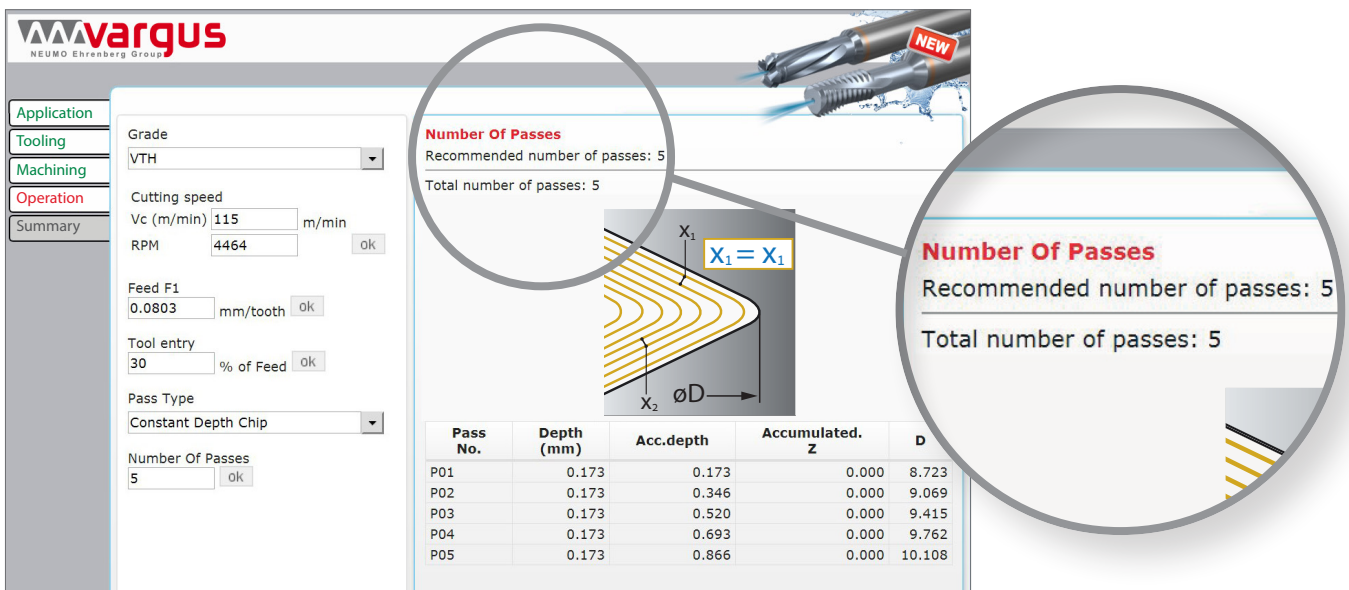 vargus
NEUMO Ehrenberg Group
NEW
Application
Tooling
Machining
Operation
Summary
Grade
VTH
Cutting speed
Vc (m/min) 115 m/min
RPM 4464 ok
Feed F1
0.0803 mm/tooth ok
Tool entry
30 % of Feed ok
Pass Type
Constant Depth Chip
Number Of Passes
5 ok
Number Of Passes
Recommended number of passes: 5
Total number of passes: 5
X₁
X₁ = X₁
X₂ øD
Pass No. Depth (mm) Acc.depth Accumulated. Z D
P01 0.173 0.173 0.000 8.723
P02 0.173 0.346 0.000 9.069
P03 0.173 0.520 0.000 9.415
P04 0.173 0.693 0.000 9.762
P05 0.173 0.866 0.000 10.108
Number Of Passes
Recommended number of passes: 5
Total number of passes: 5